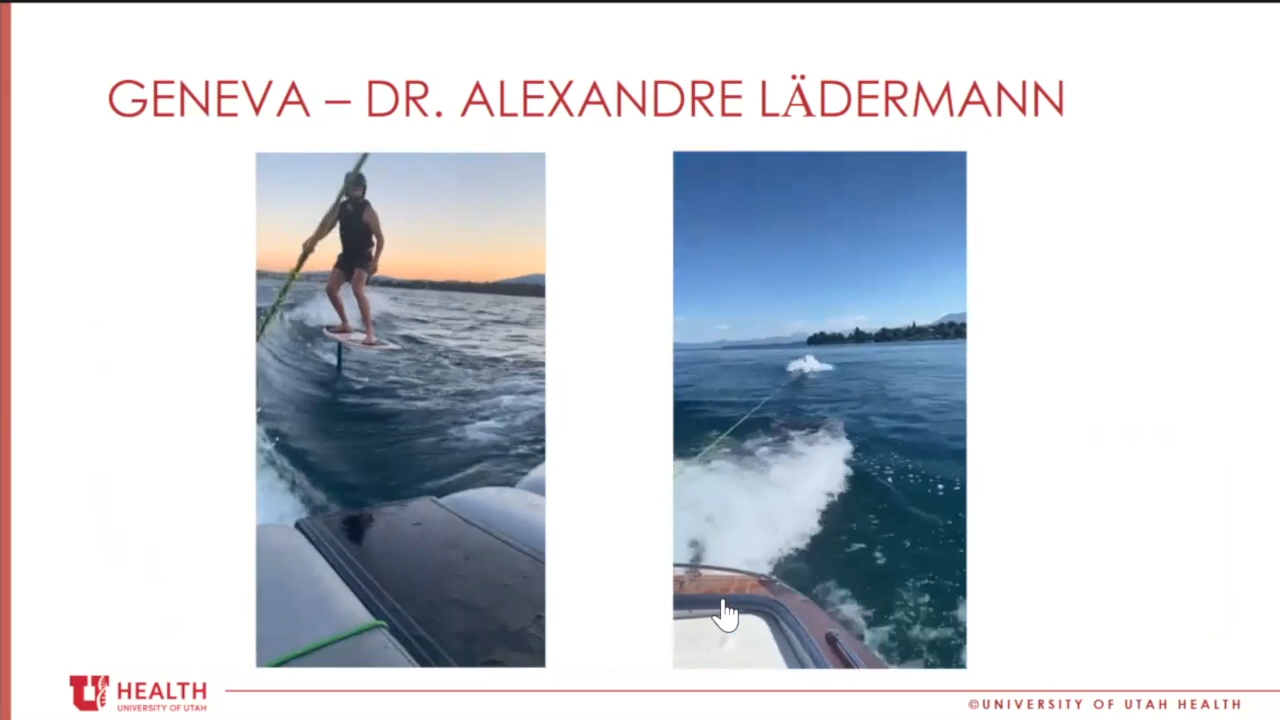 GENEVA – DR. ALEXANDRE LÄDERMANN
U HEALTH
UNIVERSITY OF UTAH
©UNIVERSITY OF UTAH HEALTH